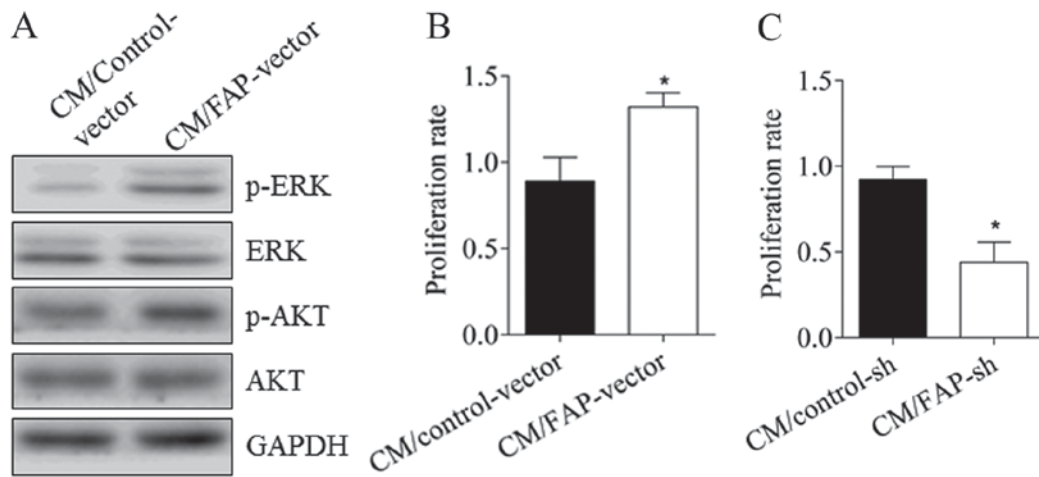 A
CM/Control-
vector
CM/FAP-vector
p-ERK
ERK
p-AKT
AKT
GAPDH
B
Proliferation rate
1.5
1.0
0.5
0.0
*
CM/control-vector
CM/FAP-vector
C
Proliferation rate
1.5
1.0
0.5
0.0
*
CM/control-sh
CM/FAP-sh